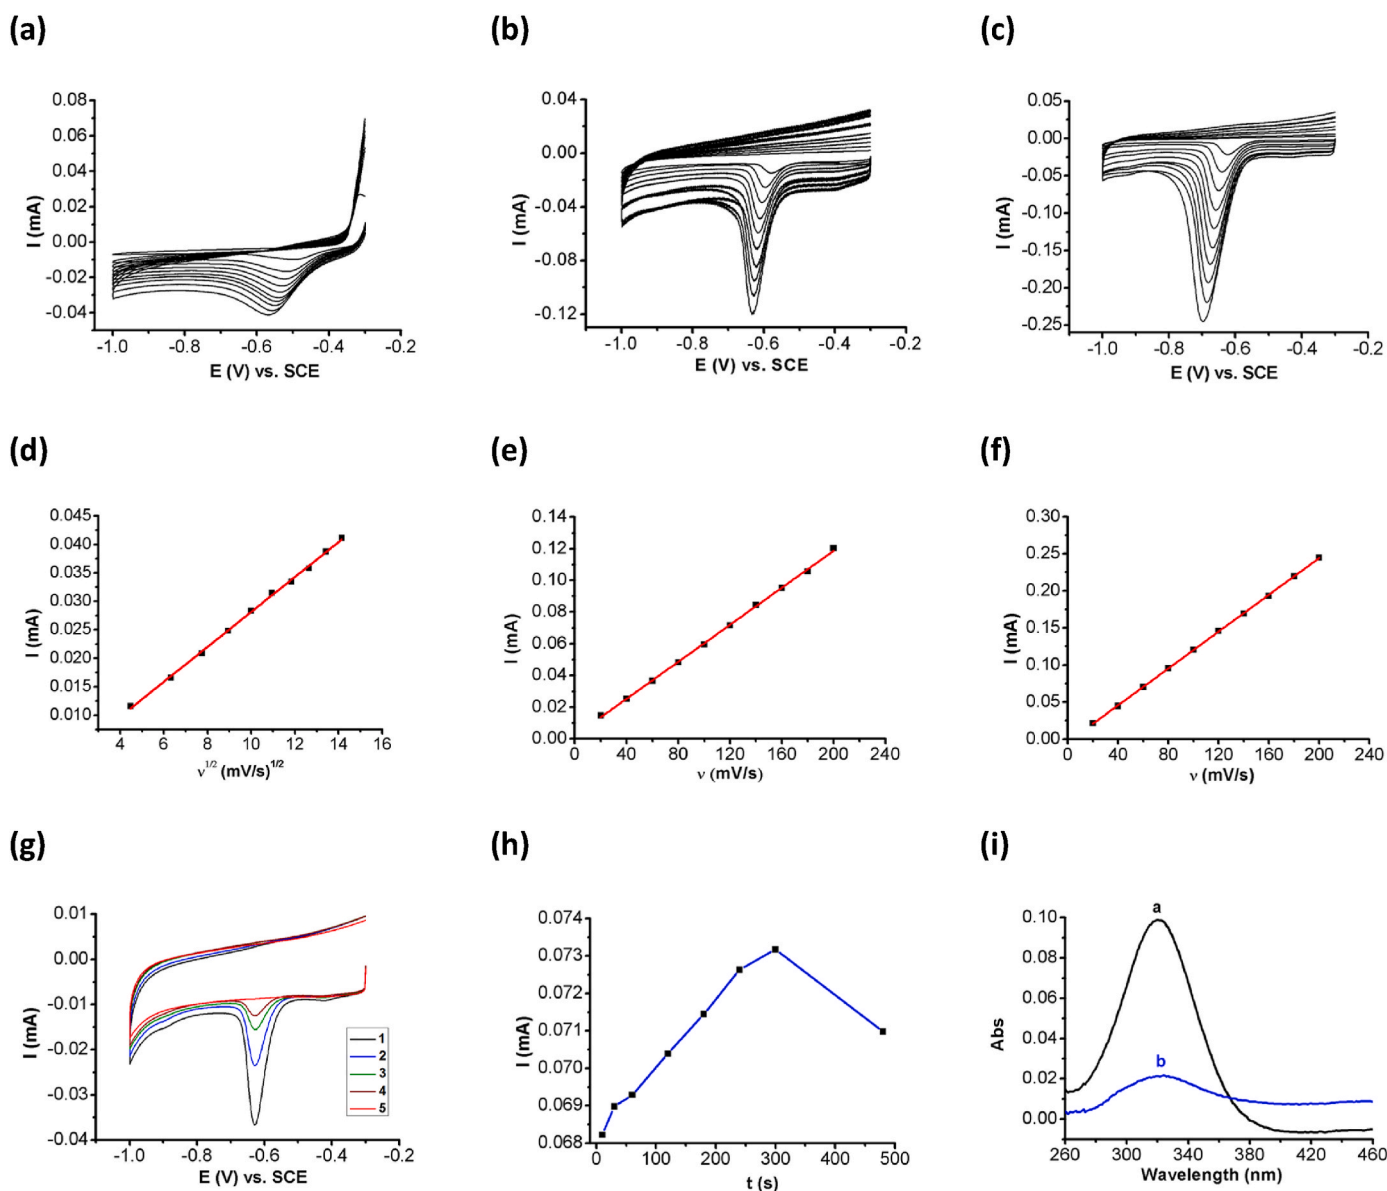 (a)
(b)
(c)
0.08
0.06
0.04
0.02
0.00
-0.02
-0.04
I (mA)
-1.0 -0.8 -0.6 -0.4 -0.2
E (V) vs. SCE
0.04
0.00
-0.04
-0.08
-0.12
I (mA)
-1.0 -0.8 -0.6 -0.4 -0.2
E (V) vs. SCE
0.05
0.00
-0.05
-0.10
-0.15
-0.20
-0.25
I (mA)
-1.0 -0.8 -0.6 -0.4 -0.2
E (V) vs. SCE
(d)
(e)
(f)
0.045
0.040
0.035
0.030
0.025
0.020
0.015
0.010
I (mA)
4 6 8 10 12 14 16
ν1/2 (mV/s)1/2
0.14
0.12
0.10
0.08
0.06
0.04
0.02
0.00
I (mA)
0 40 80 120 160 200 240
ν (mV/s)
0.30
0.25
0.20
0.15
0.10
0.05
0.00
I (mA)
0 40 80 120 160 200 240
ν (mV/s)
(g)
(h)
(i)
0.01
0.00
-0.01
-0.02
-0.03
-0.04
I (mA)
1
2
3
4
5
-1.0 -0.8 -0.6 -0.4 -0.2
E (V) vs. SCE
0.074
0.073
0.072
0.071
0.070
0.069
0.068
I (mA)
0 100 200 300 400 500
t (s)
0.10
0.08
0.06
0.04
0.02
0.00
Abs
a
b
260 300 340 380 420 460
Wavelength (nm)